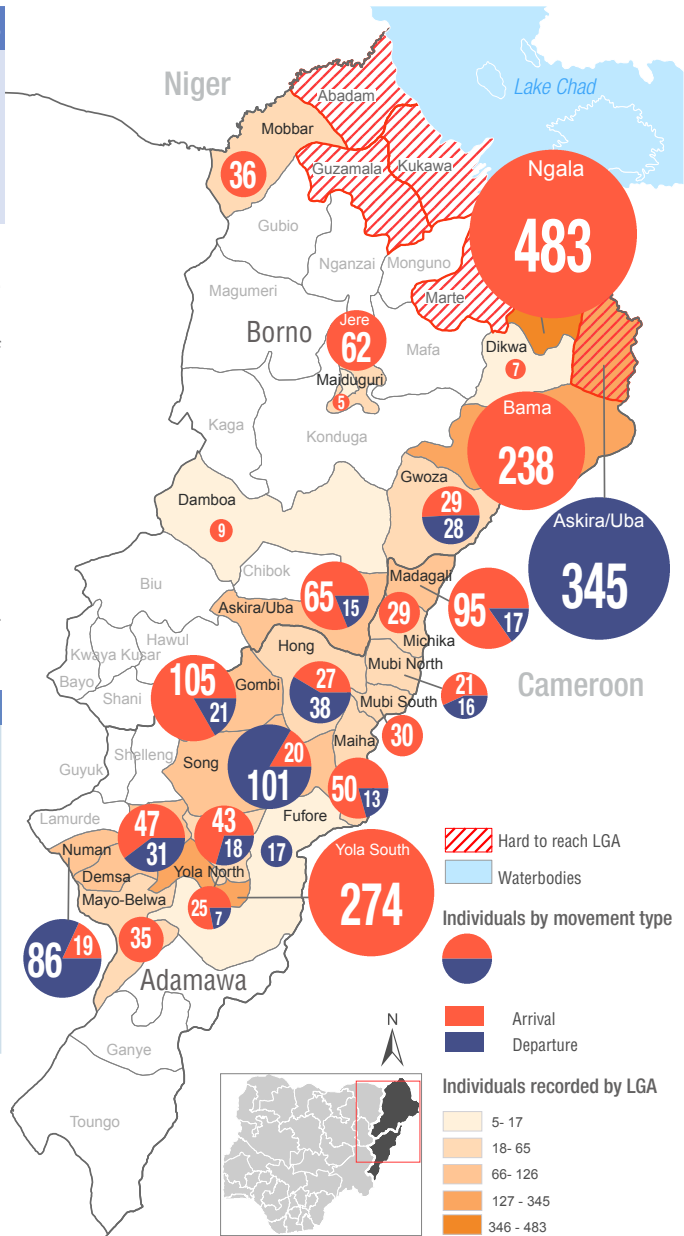 Niger
Lake Chad
Abadam
Mobbar
36
Guzamala
Kukawa
Ngala
483
Gubio
Nganzai
Monguno
Magumeri
Marte
Borno
Jere
62
Mafa
Dikwa
7
Maiduguri
5
Bama
238
Kaga
Konduga
Gwoza
29
28
Damboa
9
Askira/Uba
345
Chibok
Biu
Madagali
65
15
Askira/Uba
29
95
17
Michika
Hawul
Hong
Kwaya Kusar
Mubi North
Bayo
Shani
105
21
Gombi
27
38
Mubi South
21
16
Cameroon
30
Maiha
Shelleng
Song
20
101
Guyuk
50
13
Lamurde
47
31
43
18
Fufore
17
Numan
Yola North
Demsa
Yola South
274
Mayo-Belwa
25
7
86
19
35
Adamawa
Ganye
Toungo
Hard to reach LGA
Waterbodies
Individuals by movement type
Arrival
Departure
N
Individuals recorded by LGA
5- 17
18- 65
66- 126
127 - 345
346 - 483